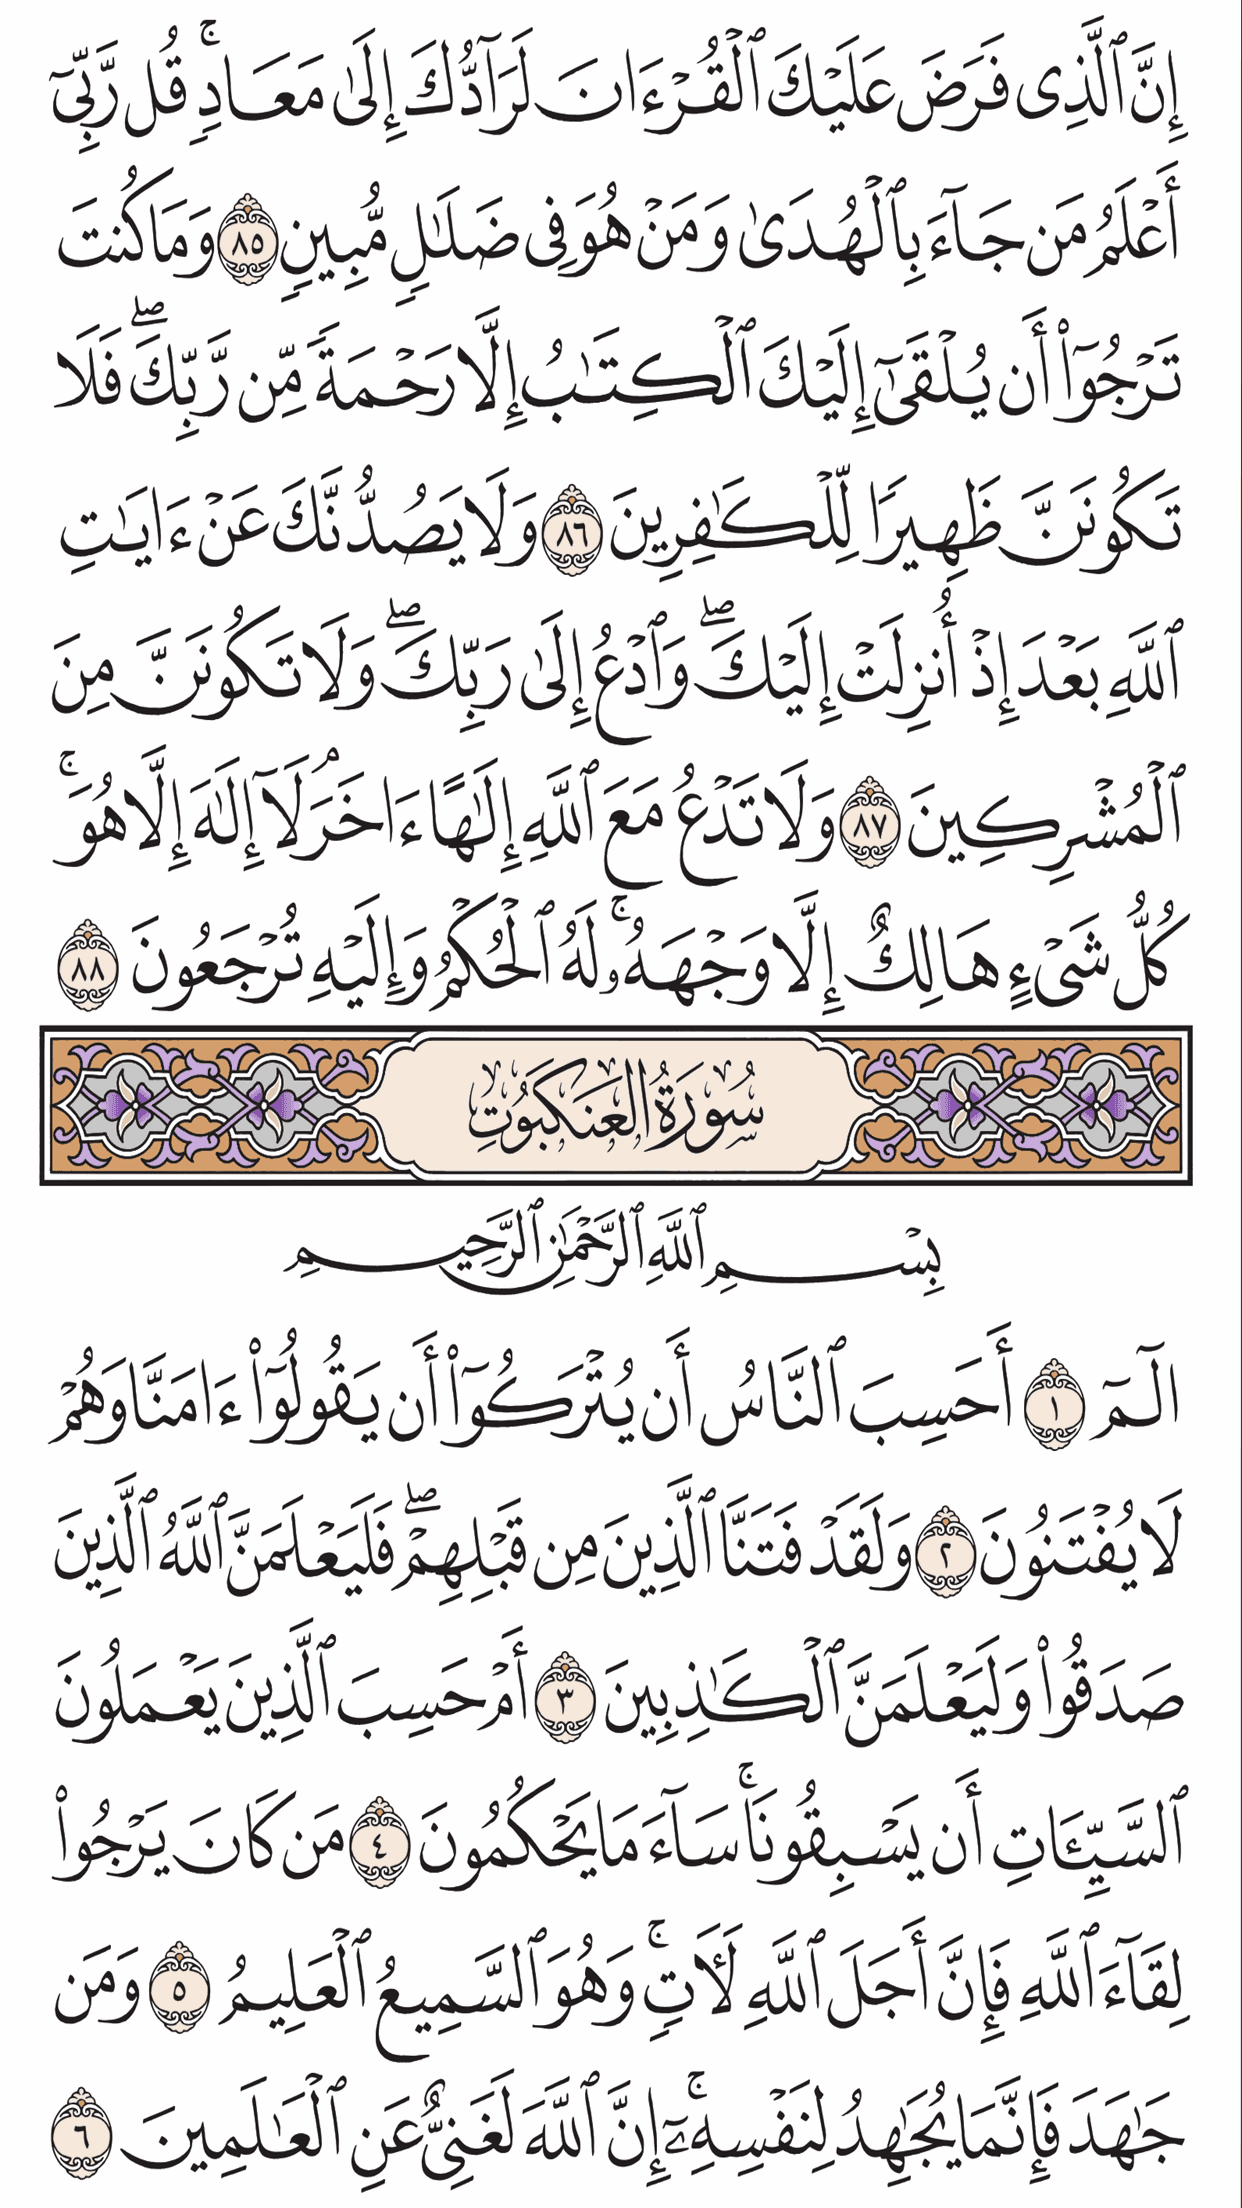 إِنَّ ٱلَّذِى فَرَضَ عَلَيْكَ ٱلْقُرْءَانَ لَرَآدُّكَ إِلَىٰ مَعَادٍۚ قُل رَّبِّىٓ
أَعْلَمُ مَن جَآءَ بِٱلْهُدَىٰ وَمَنْ هُوَ فِى ضَلَٰلٍ مُّبِينٍ ٨٥ وَمَا كُنتَ
تَرْجُوٓا۟ أَن يُلْقَىٰٓ إِلَيْكَ ٱلْكِتَٰبُ إِلَّا رَحْمَةً مِّن رَّبِّكَۖ فَلَا
تَكُونَنَّ ظَهِيرًا لِّلْكَٰفِرِينَ ٨٦ وَلَا يَصُدُّنَّكَ عَنْ ءَايَٰتِ
ٱللَّهِ بَعْدَ إِذْ أُنزِلَتْ إِلَيْكَۖ وَٱدْعُ إِلَىٰ رَبِّكَۖ وَلَا تَكُونَنَّ مِنَ
ٱلْمُشْرِكِينَ ٨٧ وَلَا تَدْعُ مَعَ ٱللَّهِ إِلَٰهًا ءَاخَرَۘ لَآ إِلَٰهَ إِلَّا هُوَۚ
كُلُّ شَىْءٍ هَالِكٌ إِلَّا وَجْهَهُۥۚ لَهُ ٱلْحُكْمُ وَإِلَيْهِ تُرْجَعُونَ ٨٨
سُورَةُ العَنكَبُوتِ
بِسْمِ ٱللَّهِ ٱلرَّحْمَٰنِ ٱلرَّحِيمِ
الٓمٓ ١ أَحَسِبَ ٱلنَّاسُ أَن يُتْرَكُوٓا۟ أَن يَقُولُوٓا۟ ءَامَنَّا وَهُمْ
لَا يُفْتَنُونَ ٢ وَلَقَدْ فَتَنَّا ٱلَّذِينَ مِن قَبْلِهِمْۖ فَلَيَعْلَمَنَّ ٱللَّهُ ٱلَّذِينَ
صَدَقُوا۟ وَلَيَعْلَمَنَّ ٱلْكَٰذِبِينَ ٣ أَمْ حَسِبَ ٱلَّذِينَ يَعْمَلُونَ
ٱلسَّيِّـَٔاتِ أَن يَسْبِقُونَاۚ سَآءَ مَا يَحْكُمُونَ ٤ مَن كَانَ يَرْجُوا۟
لِقَآءَ ٱللَّهِ فَإِنَّ أَجَلَ ٱللَّهِ لَـَٔاتٍۚ وَهُوَ ٱلسَّمِيعُ ٱلْعَلِيمُ ٥ وَمَن
جَٰهَدَ فَإِنَّمَا يُجَٰهِدُ لِنَفْسِهِۦٓۚ إِنَّ ٱللَّهَ لَغَنِىٌّ عَنِ ٱلْعَٰلَمِينَ ٦